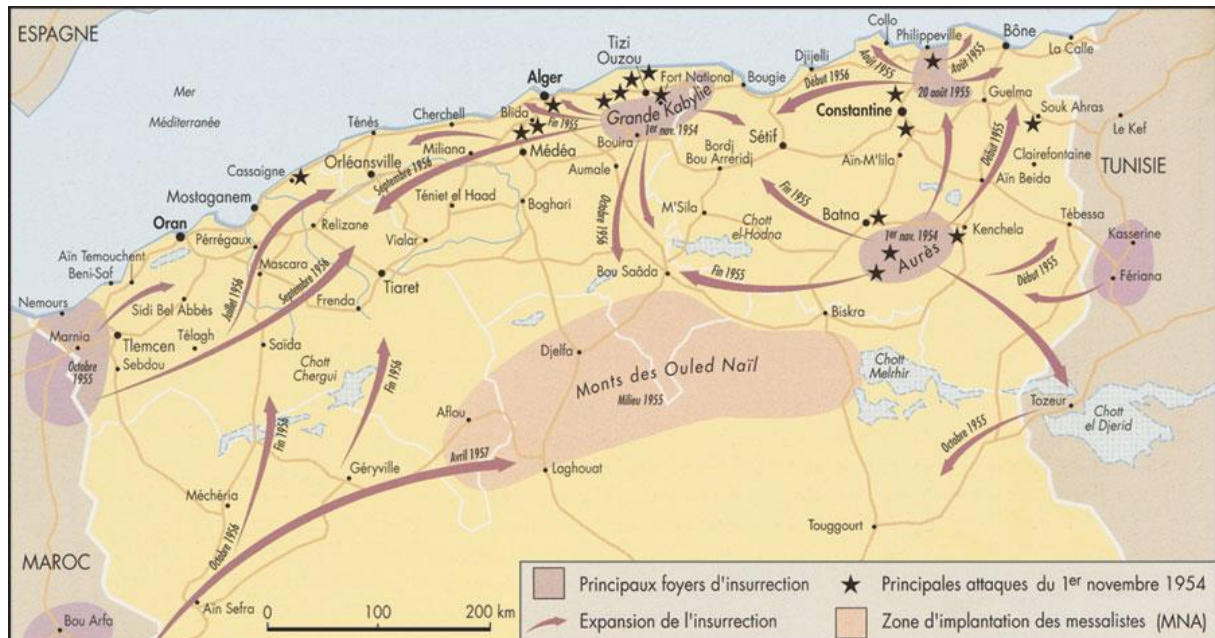 ESPAGNE
Mer
Méditerranée
Collo
Philippeville
Bône
La Calle
Tizi
Ouzou
Djijelli
Août 1955
Août 1955
Alger
Fort National
Bougie
Début 1956
20 août 1955
Guelma
Souk Ahras
Grande Kabylie
1er nov. 1954
Constantine
Le Kef
Ténès
Cherchell
Blida
Fin 1955
Bouira
Sétif
Début 1955
TUNISIE
Médéa
Miliana
Orléansville
Septembre 1956
Cassaigne
Bordj
Bou Arréridj
Aïn-M'lila
Clairefontaine
Aïn Beida
Aumale
Mostaganem
Téniet el Haad
Boghari
Octobre 1956
M'Sila
Fin 1955
Batna
Tébessa
Kasserine
Oran
Relizane
Pérrégaux
Vialar
Chott
el-Hodna
1er nov. 1954
Aurès
Kenchela
Aïn Temouchent
Beni-Saf
Mascara
Juillet 1956
Septembre 1956
Tiaret
Bou Saâda
Fin 1955
Début 1955
Fériana
Nemours
Sidi Bel Abbès
Frenda
Biskra
Marnia
Tlemcen
Télagh
Sebdou
Saïda
Octobre
1955
Chott
Chergui
Fin 1956
Djelfa
Monts des Ouled Naïl
Milieu 1955
Chott
Melrhir
Tozeur
Chott
el Djerid
Aflou
Fin 1956
Octobre 1955
Avril 1957
Géryville
Laghouat
Méchéria
Octobre 1956
Touggourt
MAROC
Aïn Sefra
Bou Arfa
0 100 200 km
Principaux foyers d'insurrection
Principales attaques du 1er novembre 1954
Expansion de l'insurrection
Zone d'implantation des messalistes (MNA)